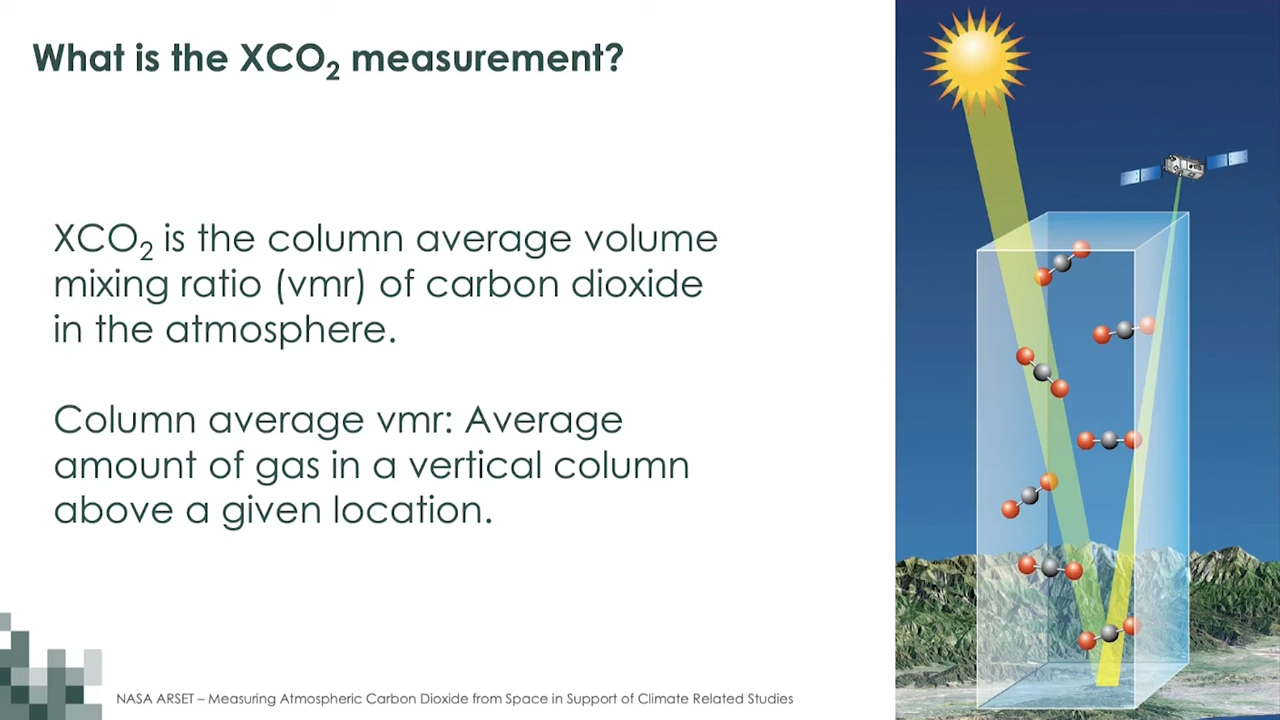 What is the XCO₂ measurement?
XCO₂ is the column average volume
mixing ratio (vmr) of carbon dioxide
in the atmosphere.
Column average vmr: Average
amount of gas in a vertical column
above a given location.
NASA ARSET – Measuring Atmospheric Carbon Dioxide from Space in Support of Climate Related Studies